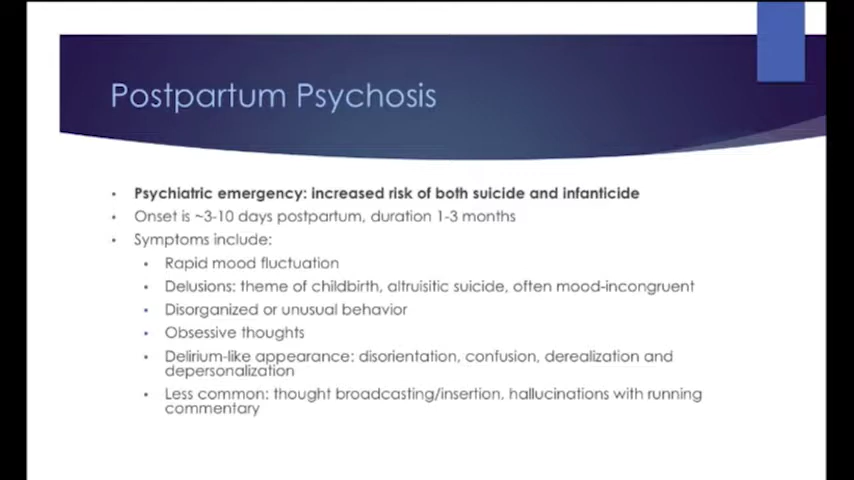 Postpartum Psychosis
• Psychiatric emergency: increased risk of both suicide and infanticide
• Onset is ~3-10 days postpartum, duration 1-3 months
• Symptoms include:
• Rapid mood fluctuation
• Delusions: theme of childbirth, altruisitic suicide, often mood-incongruent
• Disorganized or unusual behavior
• Obsessive thoughts
• Delirium-like appearance: disorientation, confusion, derealization and
depersonalization
• Less common: thought broadcasting/insertion, hallucinations with running
commentary